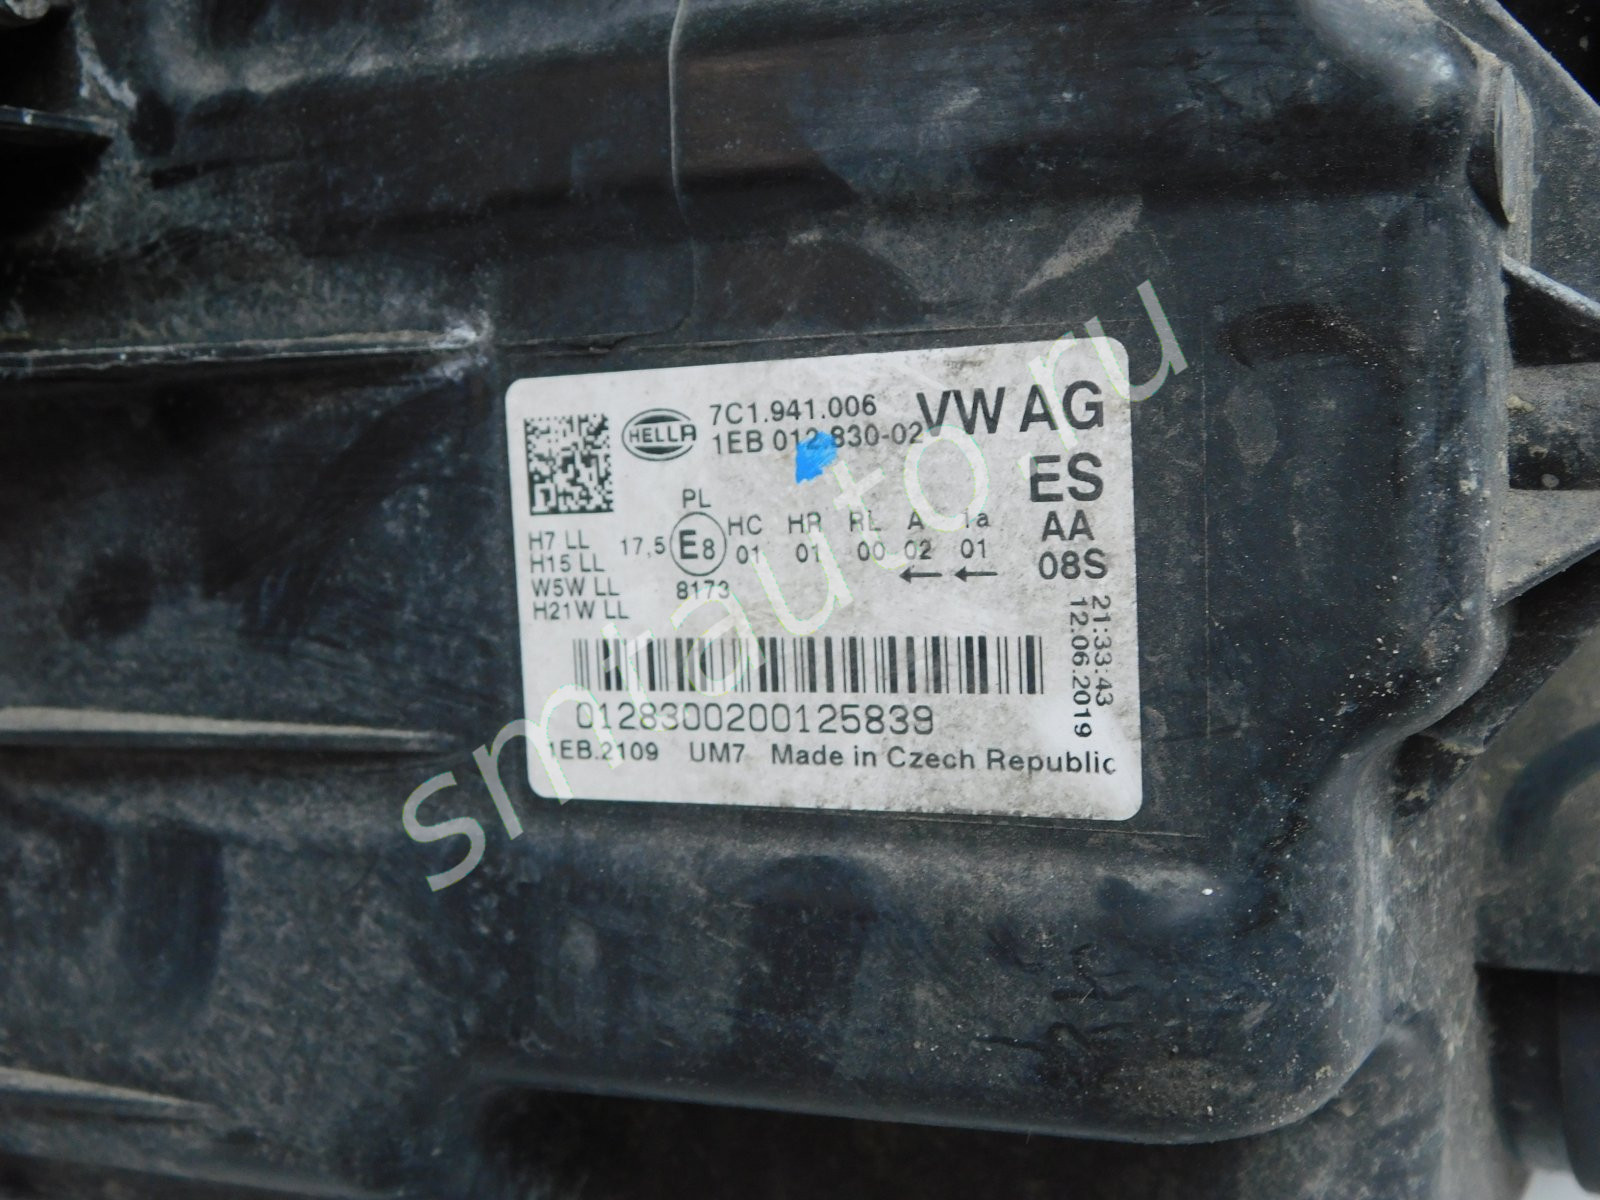 HELLA
7C1.941.006
1EB 012.830-02
VW AG
ES
AA
08S
PL
H7 LL
H15 LL
W5W LL
H21W LL
17,5 E8
8173
HC HR RL A 1a
01 01 00 02 01
← ←
21:33:43
12.06.2019
012830020012583​9
1EB.2109 UM7 Made in Czech Republic
smrauto.ru